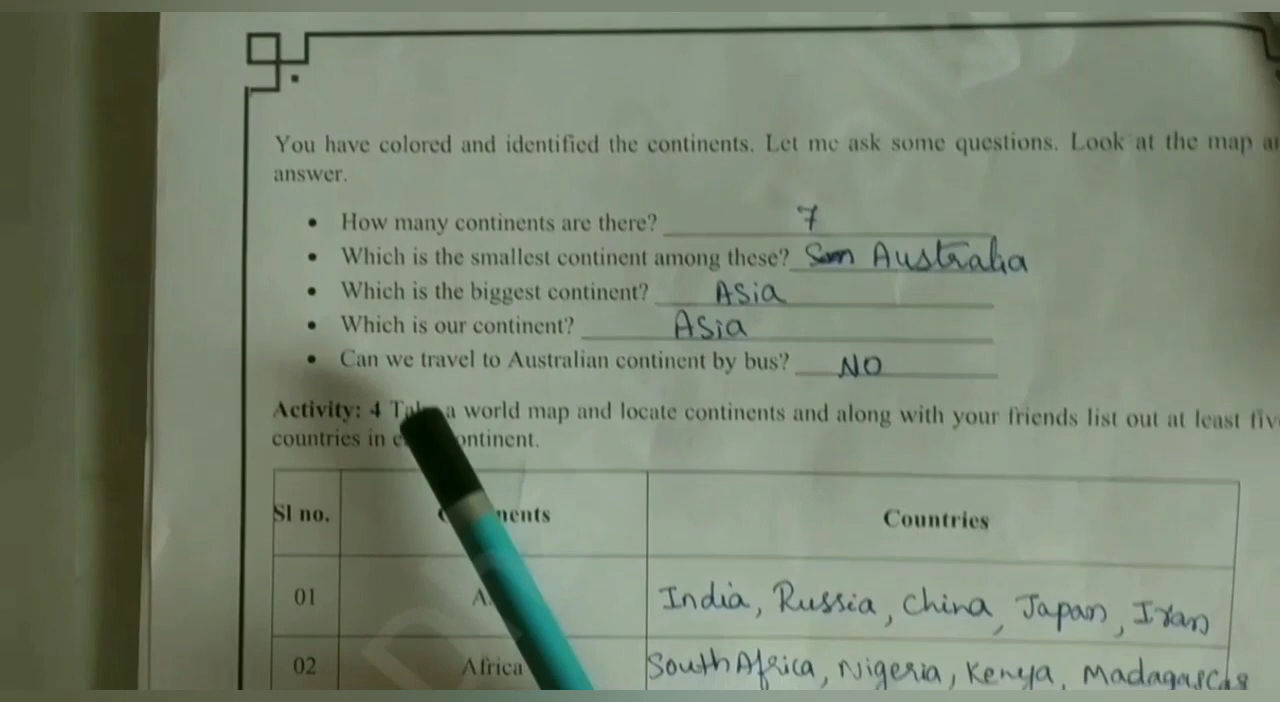 You have colored and identified the continents. Let me ask some questions. Look at the map
answer.
• How many continents are there? 7
• Which is the smallest continent among these? Australia
• Which is the biggest continent? Asia
• Which is our continent? Asia
• Can we travel to Australian continent by bus? NO
Activity: 4 a world map and locate continents and along with your friends list out at least
countries in
Sl no. Countries
01 India, Russia, China, Japan, Iran
02 Africa South Africa, Nigeria, Kenya, Madagascar